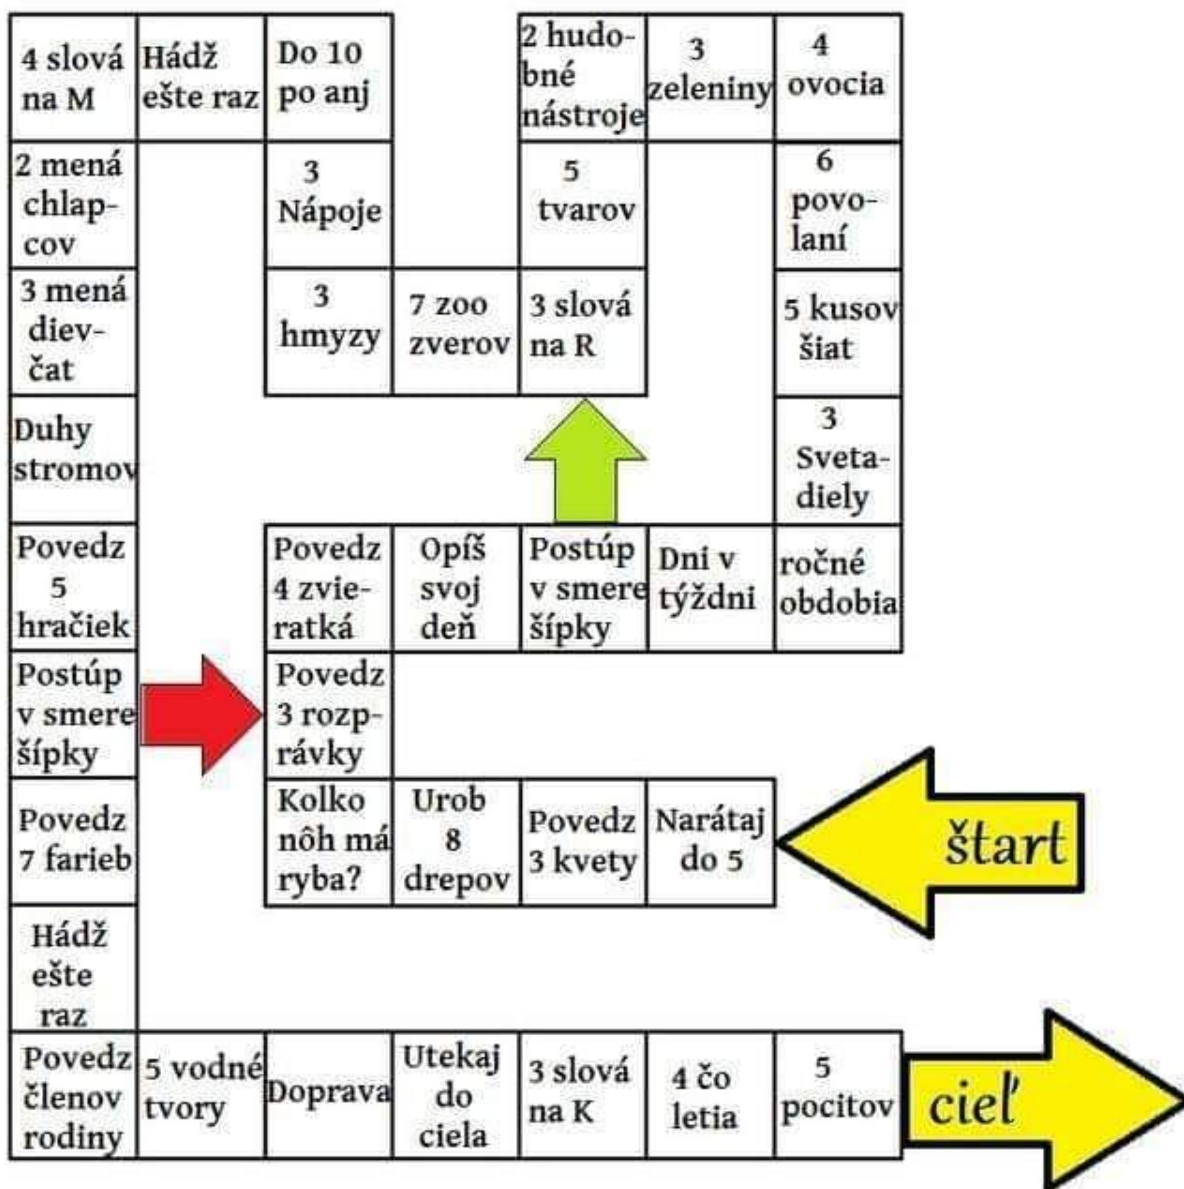 4 slová
na M
Hádž
ešte raz
Do 10
po anj
2 hudo-
bné
nástroje
3
zeleniny
4
ovocia
2 mená
chlap-
cov
3
Nápoje
5
tvarov
6
povo-
laní
3 mená
diev-
čat
3
hmyzy
7 zoo
zverov
3 slová
na R
5 kusov
šiat
Duhy
stromov
3
Sveta-
diely
Povedz
5
hračiek
Povedz
4 zvie-
ratká
Opíš
svoj
deň
Postúp
v smere
šípky
Dni v
týždni
ročné
obdobia
Postúp
v smere
šípky
Povedz
3 rozp-
rávky
Povedz
7 farieb
Kolko
nôh má
ryba?
Urob
8
drepov
Povedz
3 kvety
Narátaj
do 5
štart
Hádž
ešte
raz
Povedz
členov
rodiny
5 vodné
tvory
Doprava
Utekaj
do
ciela
3 slová
na K
4 čo
letia
5
pocitov
cieľ